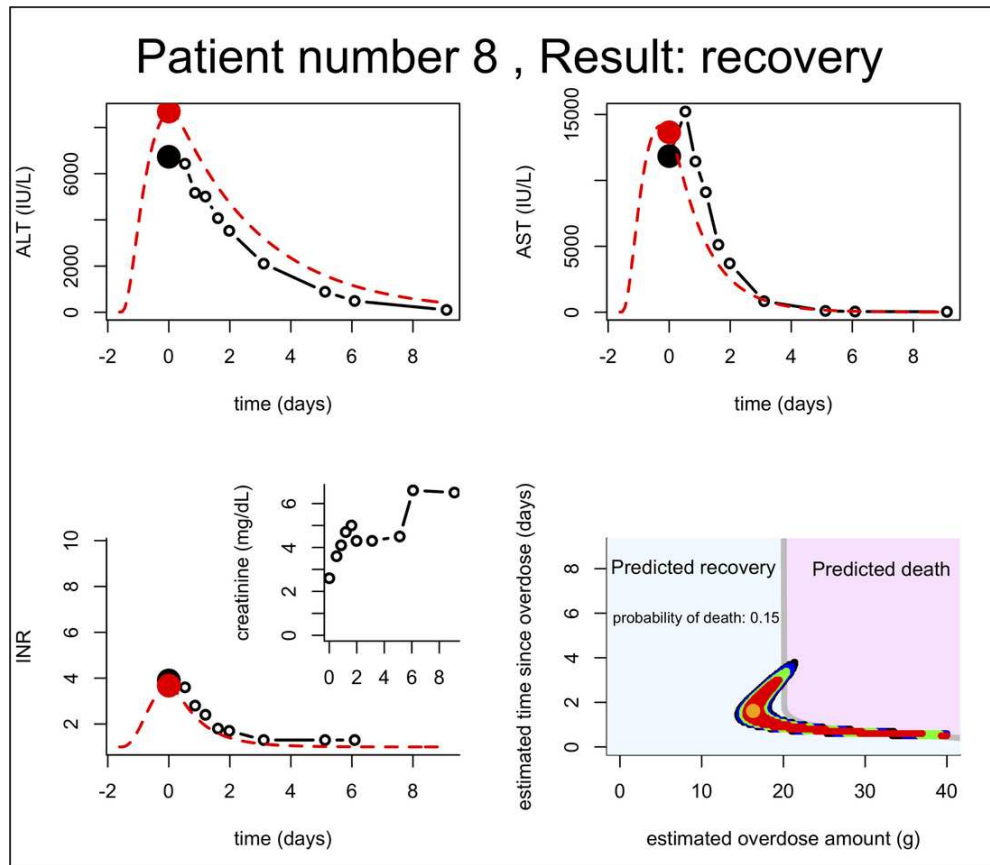 Patient number 8 , Result: recovery
ALT (IU/L)
0
2000
6000
-2 0 2 4 6 8
time (days)
AST (IU/L)
0
5000
15000
-2 0 2 4 6 8
time (days)
INR
2
4
6
8
10
-2 0 2 4 6 8
time (days)
creatinine (mg/dL)
0
2
4
6
0 2 4 6 8
estimated time since overdose (days)
0
2
4
6
8
Predicted recovery
Predicted death
probability of death: 0.15
0 10 20 30 40
estimated overdose amount (g)